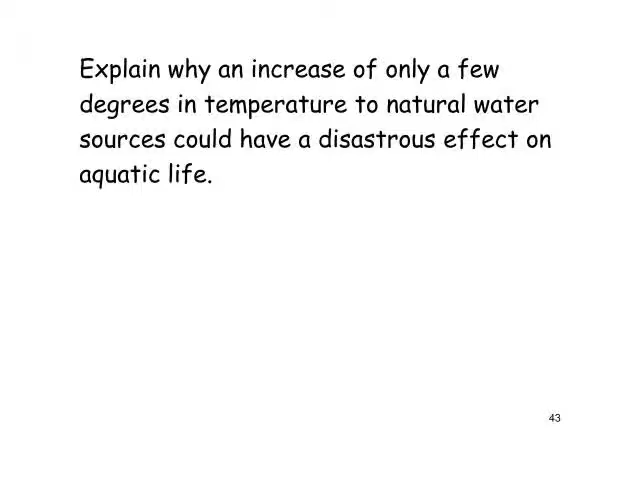 Explain why an increase of only a few
degrees in temperature to natural water
sources could have a disastrous effect on
aquatic life.
43